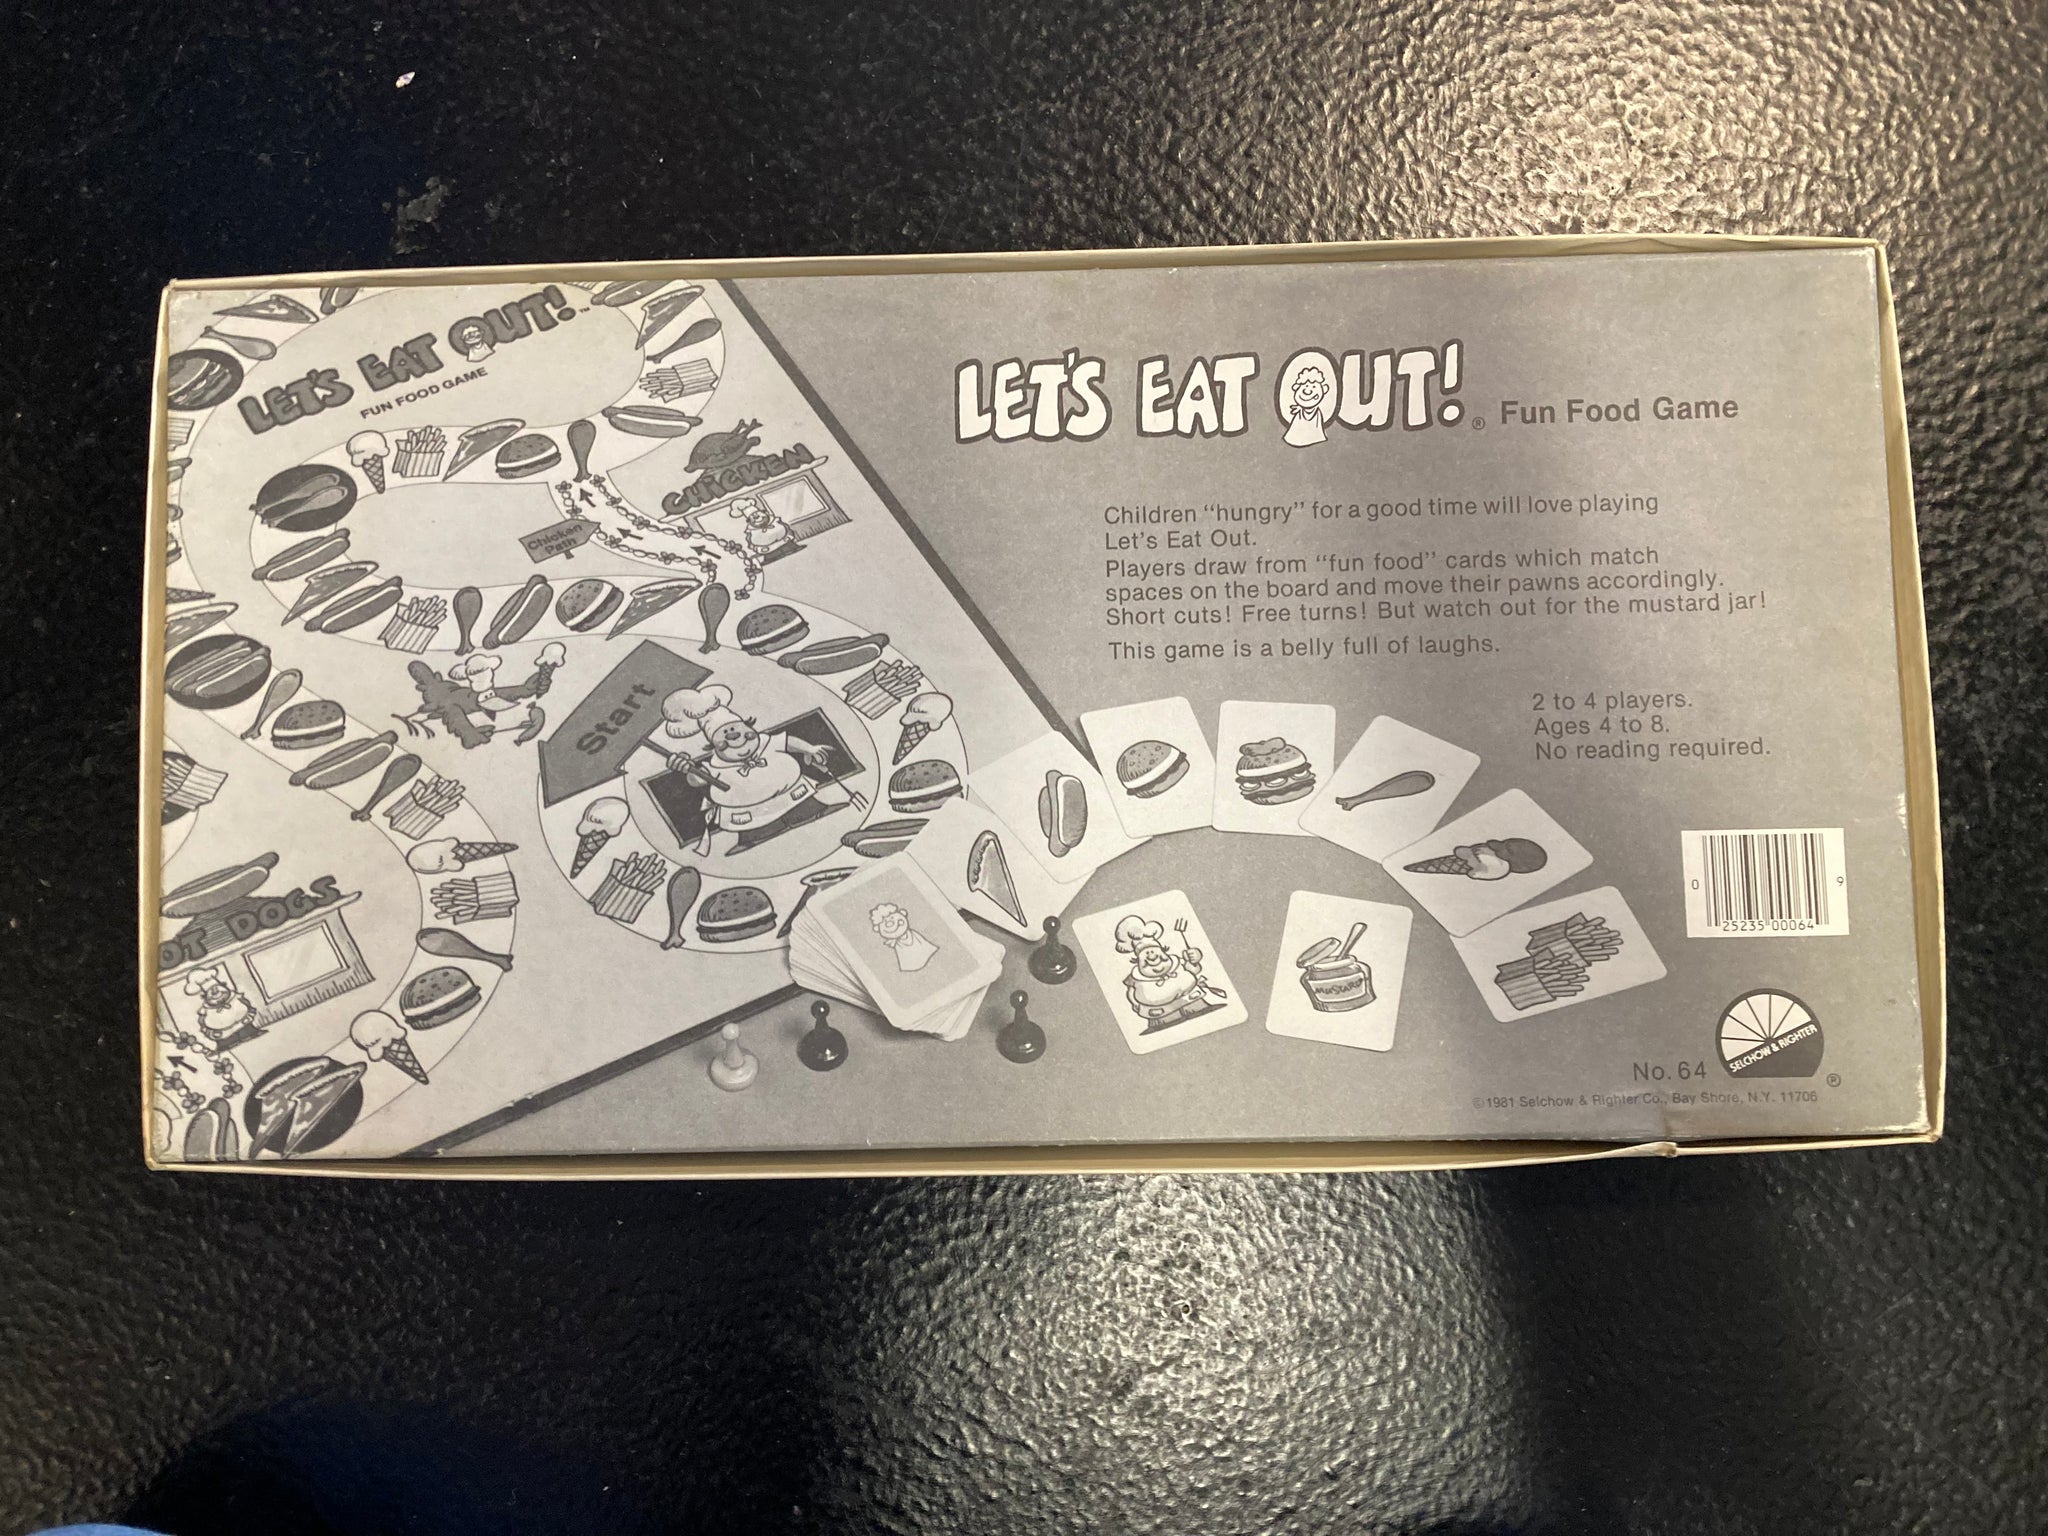 LET'S EAT OUT! ™
FUN FOOD GAME
CHICKEN
Chicken
Path
Start
OT DOGS
LET'S EAT OUT! ® Fun Food Game
Children "hungry" for a good time will love playing
Let's Eat Out.
Players draw from "fun food" cards which match
spaces on the board and move their pawns accordingly.
Short cuts! Free turns! But watch out for the mustard jar!
This game is a belly full of laughs.
2 to 4 players.
Ages 4 to 8.
No reading required.
MUSTARD
0 25235 00064 9
SELCHOW & RIGHTER
®
No. 64
©1981 Selchow & Righter Co., Bay Shore, N.Y. 11706